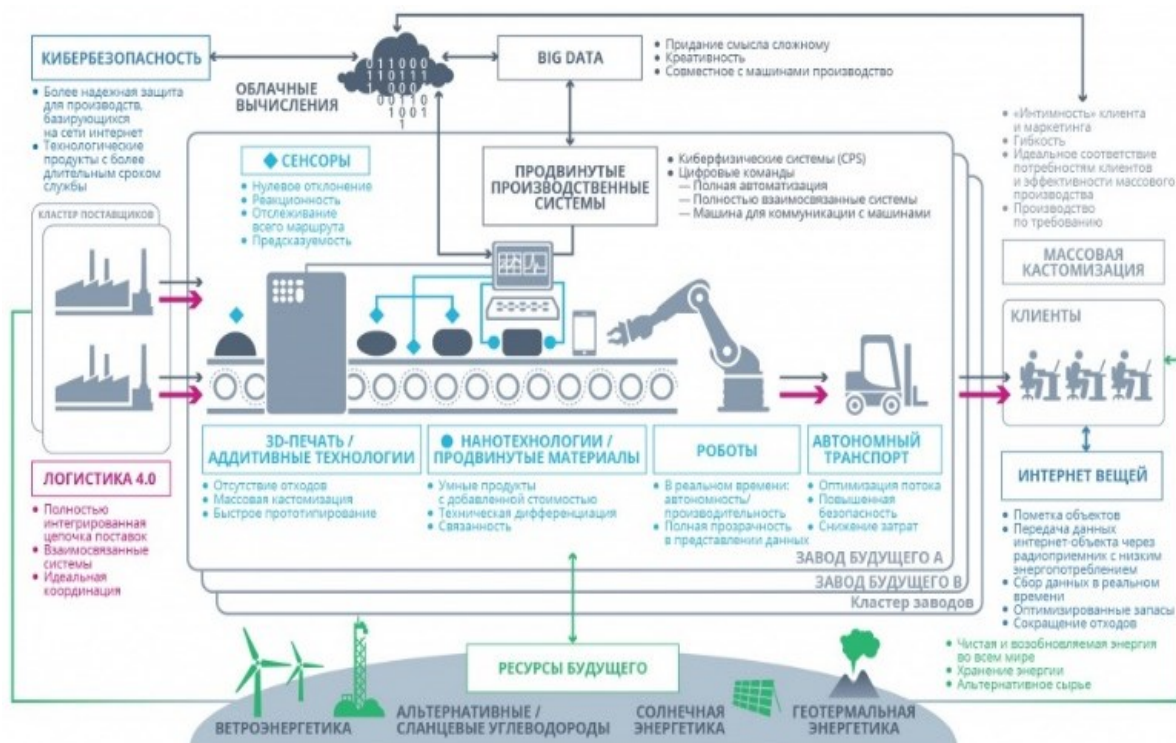 КИБЕРБЕЗОПАСНОСТЬ
• Более надежная защита
для производств,
базирующихся
на сети интернет
• Технологические
продукты с более
длительным сроком
службы
ОБЛАЧНЫЕ
ВЫЧИСЛЕНИЯ
011000
110111
010100
001101
1001
1
BIG DATA
• Придание смысла сложному
• Креативность
• Совместное с машинами производство
• «Интимность» клиента
и маркетинга
• Гибкость
• Идеальное соответствие
потребностям клиентов
и эффективности массового
производства
• Производство
по требованию
МАССОВАЯ
КАСТОМИЗАЦИЯ
КЛИЕНТЫ
КЛАСТЕР ПОСТАВЩИКОВ
СЕНСОРЫ
• Нулевое отклонение
• Реакционность
• Отслеживание
всего маршрута
• Предсказуемость
ПРОДВИНУТЫЕ
ПРОИЗВОДСТВЕННЫЕ
СИСТЕМЫ
• Киберфизические системы (CPS)
• Цифровые команды
— Полная автоматизация
— Полностью взаимосвязанные системы
— Машина для коммуникации с машинами
3D-ПЕЧАТЬ /
АДДИТИВНЫЕ ТЕХНОЛОГИИ
• Отсутствие отходов
• Массовая кастомизация
• Быстрое прототипирование
НАНОТЕХНОЛОГИИ /
ПРОДВИНУТЫЕ МАТЕРИАЛЫ
• Умные продукты
с добавленной стоимостью
• Техническая дифференциация
• Связанность
РОБОТЫ
• В реальном времени:
автономность/
производительность
• Полная прозрачность
в представлении данных
АВТОНОМНЫЙ
ТРАНСПОРТ
• Оптимизация потока
• Повышенная
безопасность
• Снижение затрат
ЗАВОД БУДУЩЕГО А
ЗАВОД БУДУЩЕГО В
Кластер заводов
ЛОГИСТИКА 4.0
• Полностью
интегрированная
цепочка поставок
• Взаимосвязанные
системы
• Идеальная
координация
ИНТЕРНЕТ ВЕЩЕЙ
• Пометка объектов
• Передача данных
интернет-объекта через
радиоприемник с низким
энергопотреблением
• Сбор данных в реальном
времени
• Оптимизированные запасы
• Сокращение отходов
• Чистая и возобновляемая энергия
во всем мире
• Хранение энергии
• Альтернативное сырье
РЕСУРСЫ БУДУЩЕГО
ВЕТРОЭНЕРГЕТИКА
АЛЬТЕРНАТИВНЫЕ /
СЛАНЦЕВЫЕ УГЛЕВОДОРОДЫ
СОЛНЕЧНАЯ
ЭНЕРГЕТИКА
ГЕОТЕРМАЛЬНАЯ
ЭНЕРГЕТИКА